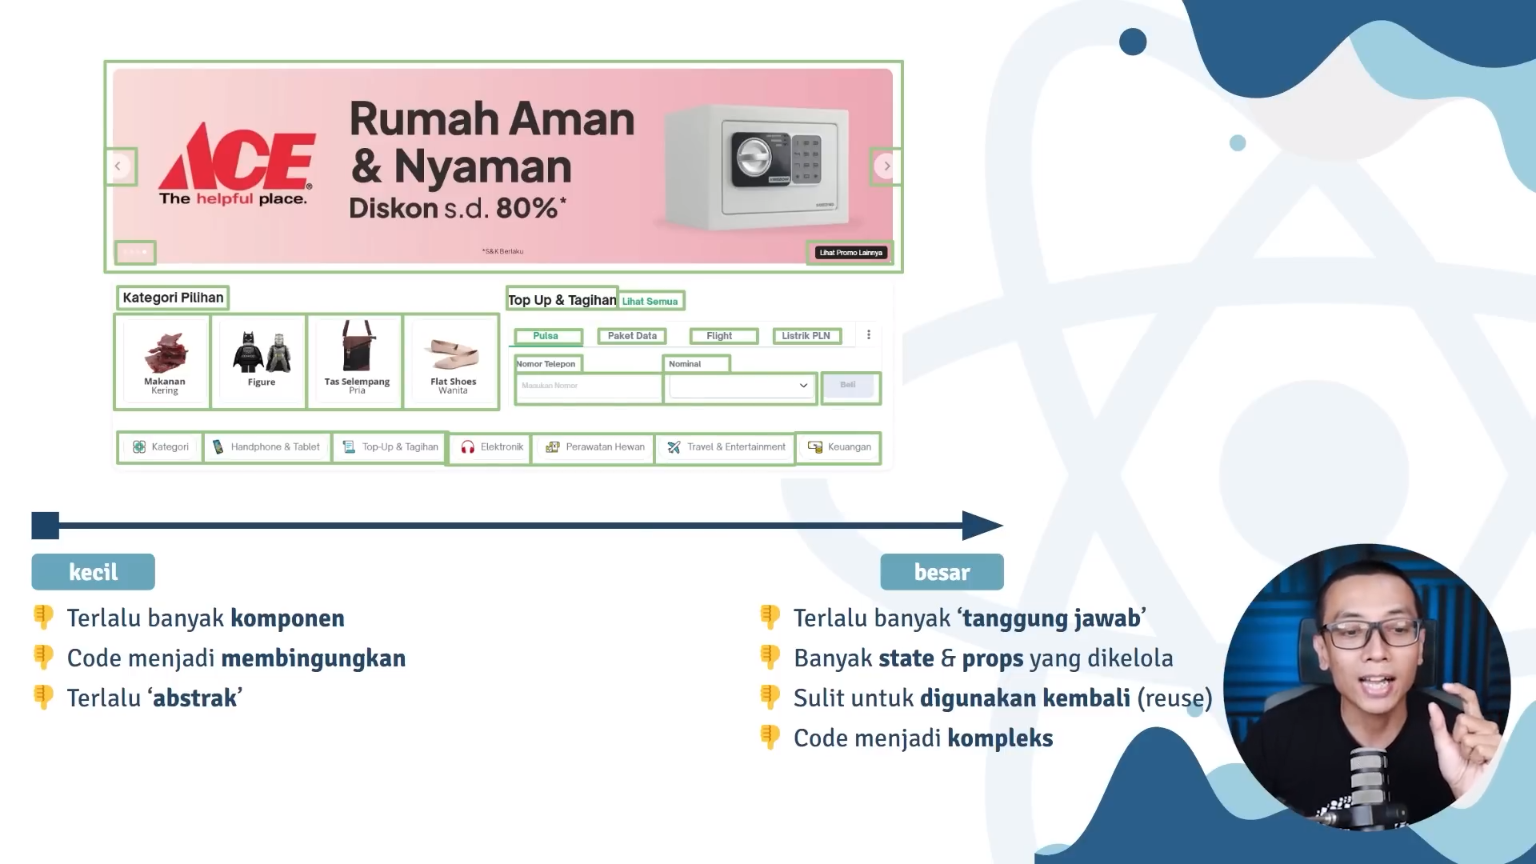 ACE
The helpful place.
Rumah Aman
& Nyaman
Diskon s.d. 80%*
*S&K Berlaku
Lihat Promo Lainnya
Kategori Pilihan
Makanan
Kering
Figure
Tas Selempang
Pria
Flat Shoes
Wanita
Top Up & Tagihan
Lihat Semua
Pulsa
Paket Data
Flight
Listrik PLN
Nomor Telepon
Nominal
Masukan Nomor
Beli
Kategori
Handphone & Tablet
Top-Up & Tagihan
Elektronik
Perawatan Hewan
Travel & Entertainment
Keuangan
kecil
Terlalu banyak komponen
Code menjadi membingungkan
Terlalu ‘abstrak’
besar
Terlalu banyak ‘tanggung jawab’
Banyak state & props yang dikelola
Sulit untuk digunakan kembali (reuse)
Code menjadi kompleks